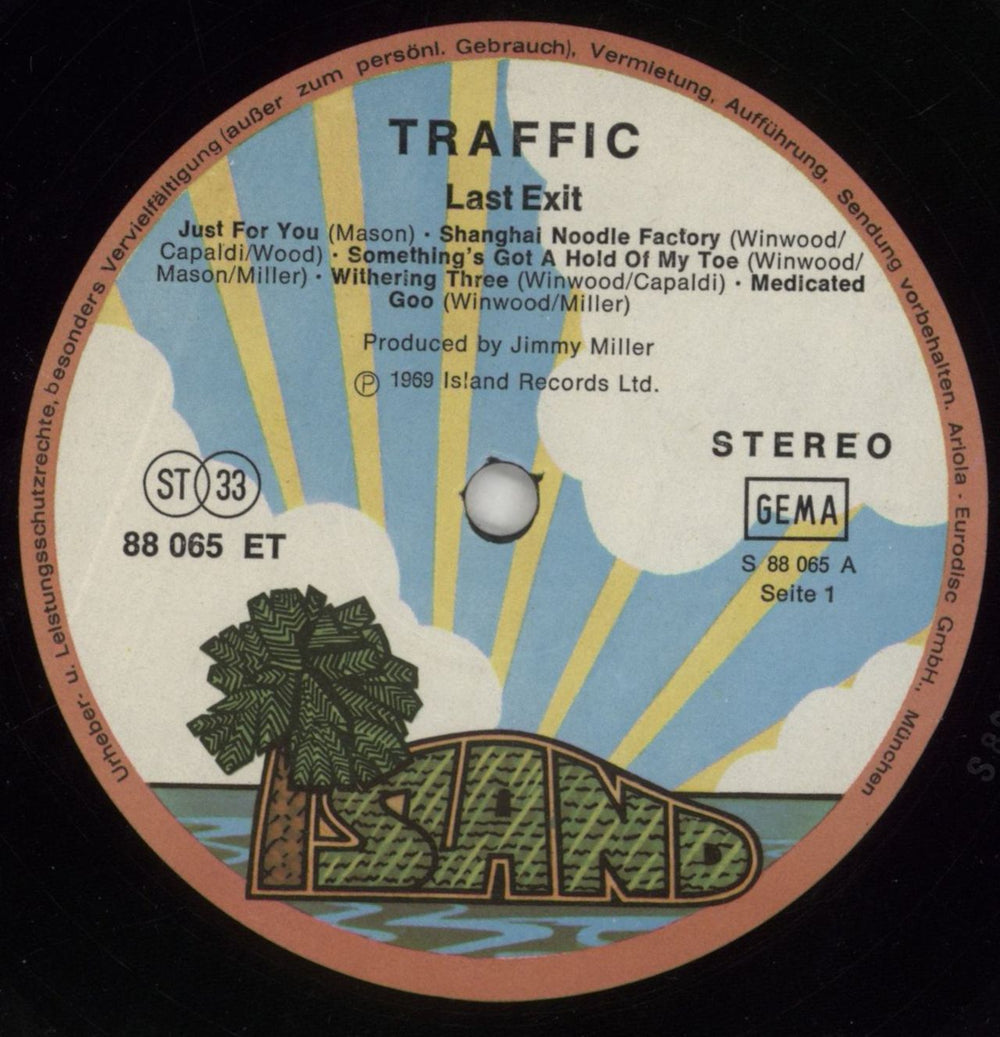 Urheber- u. Leistungsschutzrechte, besonders Vervielfältigung (außer zum persönl. Gebrauch), Vermietung, Aufführung, Sendung vorbehalten. Ariola · Eurodisc GmbH., München
TRAFFIC
Last Exit
Just For You (Mason) · Shanghai Noodle Factory (Winwood/
Capaldi/Wood) · Something's Got A Hold Of My Toe (Winwood/
Mason/Miller) · Withering Three (Winwood/Capaldi) · Medicated
Goo (Winwood/Miller)
Produced by Jimmy Miller
Ⓟ 1969 Island Records Ltd.
STEREO
ST 33
GEMA
88 065 ET
S 88 065 A
Seite 1
ISLAND